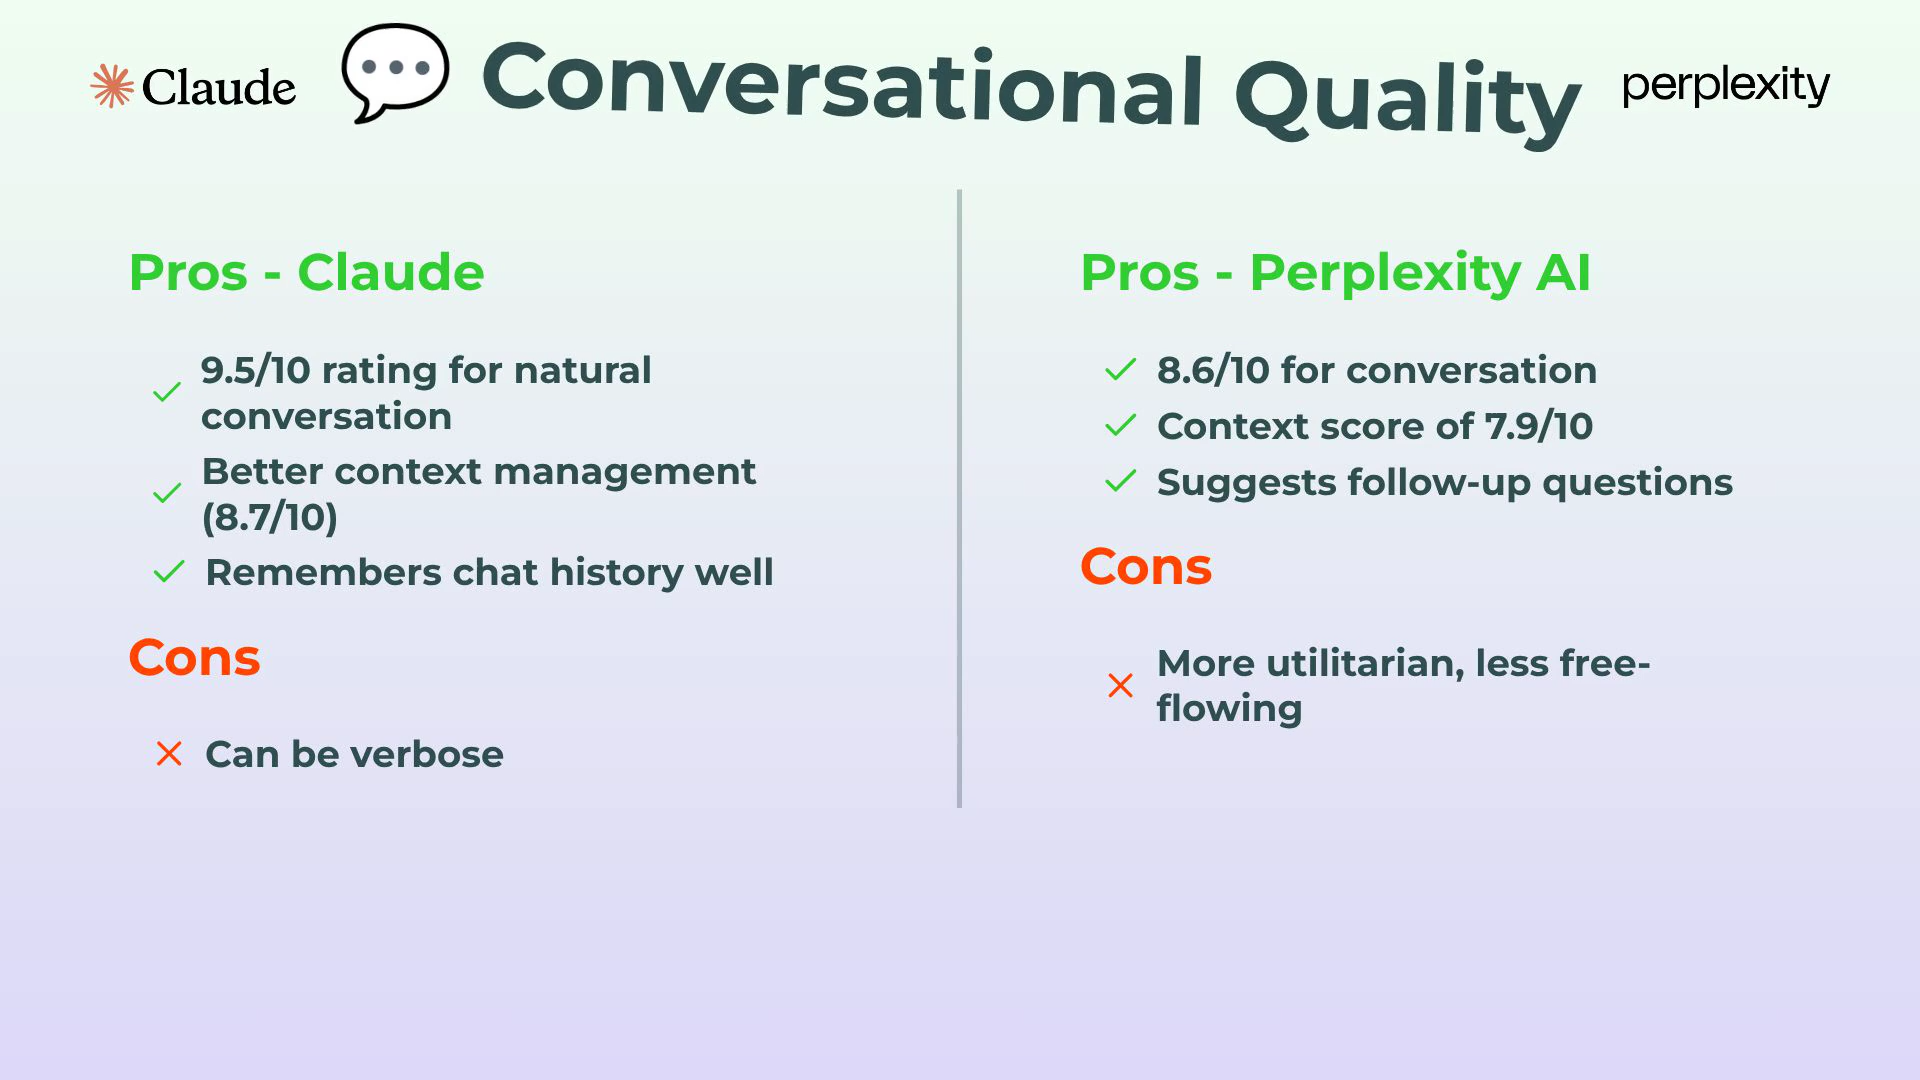 Claude
💬 Conversational Quality
perplexity
Pros - Claude
9.5/10 rating for natural
conversation
Better context management
(8.7/10)
Remembers chat history well
Cons
Can be verbose
Pros - Perplexity AI
8.6/10 for conversation
Context score of 7.9/10
Suggests follow-up questions
Cons
More utilitarian, less free-
flowing